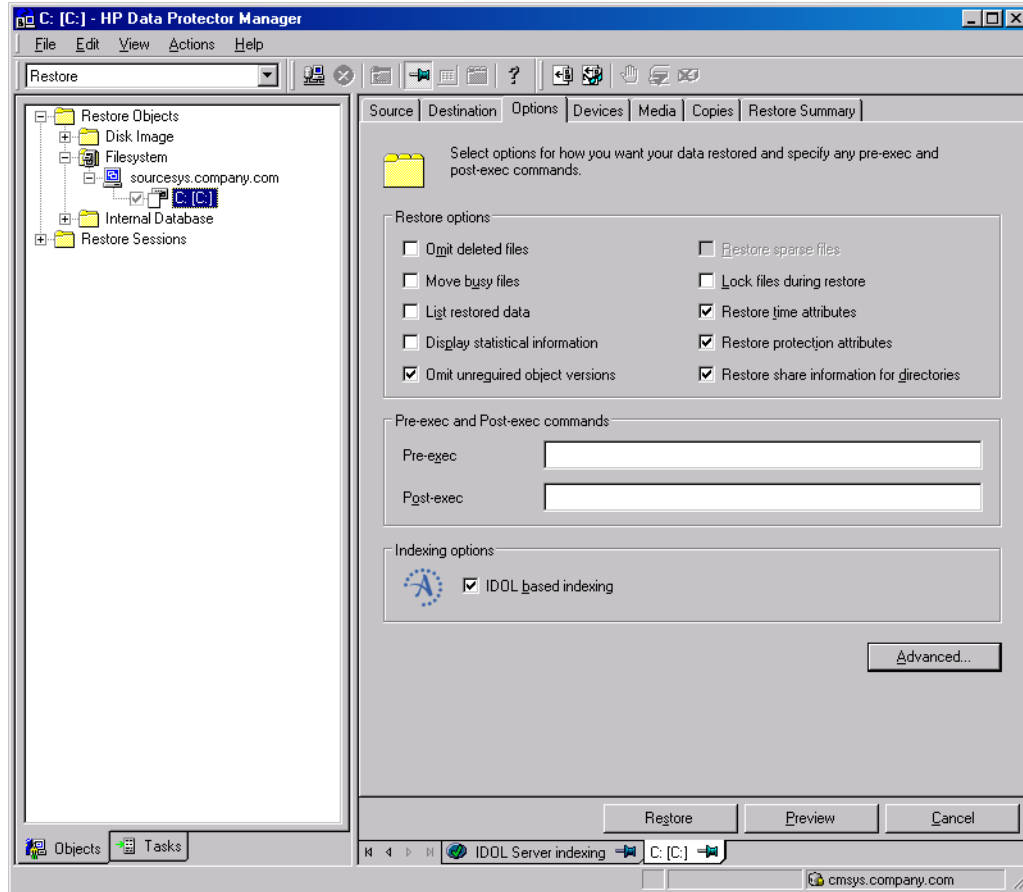 C: [C:] - HP Data Protector Manager
File Edit View Actions Help
Restore
Restore Objects
Disk Image
Filesystem
sourcesys.company.com
C: [C:]
Internal Database
Restore Sessions
Objects Tasks
Source Destination Options Devices Media Copies Restore Summary
Select options for how you want your data restored and specify any pre-exec and
post-exec commands.
Restore options
Omit deleted files Restore sparse files
Move busy files Lock files during restore
List restored data Restore time attributes
Display statistical information Restore protection attributes
Omit unrequired object versions Restore share information for directories
Pre-exec and Post-exec commands
Pre-exec
Post-exec
Indexing options
IDOL based indexing
Advanced...
Restore Preview Cancel
IDOL Server indexing C: [C:]
cmsys.company.com